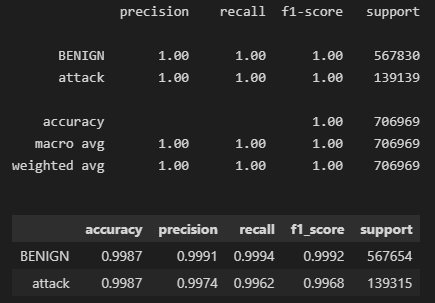 precision recall f1-score support
BENIGN 1.00 1.00 1.00 567830
attack 1.00 1.00 1.00 139139
accuracy 1.00 706969
macro avg 1.00 1.00 1.00 706969
weighted avg 1.00 1.00 1.00 706969
accuracy precision recall f1_score support
BENIGN 0.9987 0.9991 0.9994 0.9992 567654
attack 0.9987 0.9974 0.9962 0.9968 139315